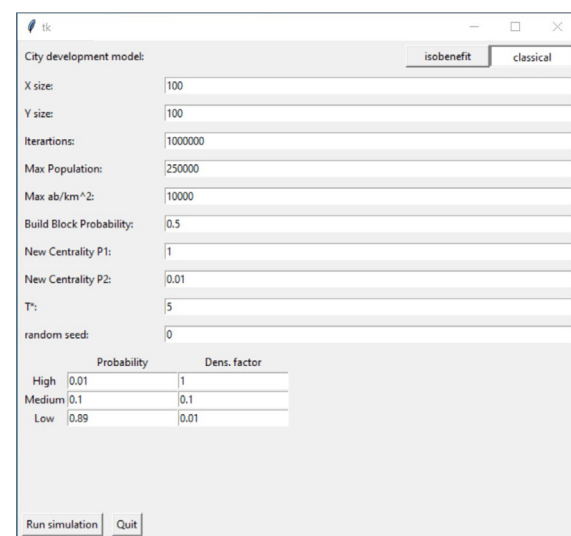 tk
City development model: isobenefit classical
X size: 100
Y size: 100
Iterartions: 1000000
Max Population: 250000
Max ab/km^2: 10000
Build Block Probability: 0.5
New Centrality P1: 1
New Centrality P2: 0.01
T*: 5
random seed: 0
Probability Dens. factor
High 0.01 1
Medium 0.1 0.1
Low 0.89 0.01
Run simulation Quit